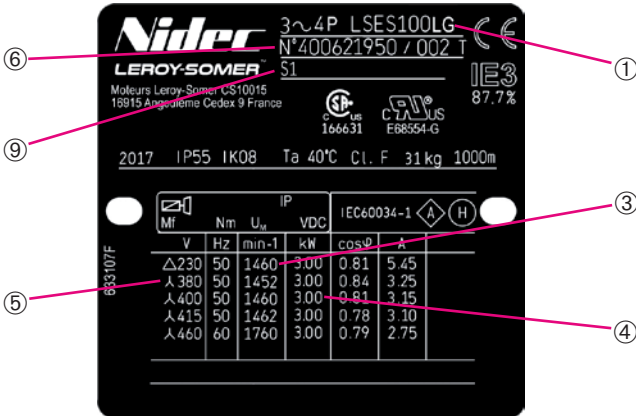 Nidec
3~4P LSES100LG
CE
①
⑥
N°400621950 / 002 T
LEROY-SOMER™
S1
IE3
87.7%
Moteurs Leroy-Somer CS10015
16915 Angoulême Cedex 9 France
⑨
C SA US
166631
C RU® US
E68554-G
2017 IP55 IK08 Ta 40°C Cl. F 31kg 1000m
IP
IEC60034-1 A H
③
Mf Nm UM VDC
V Hz min-1 kW cosφ A
△230 50 1460 3.00 0.81 5.45
⑤
⅄380 50 1452 3.00 0.84 3.25
⅄400 50 1460 3.00 0.81 3.15
④
⅄415 50 1462 3.00 0.78 3.10
⅄460 60 1760 3.00 0.79 2.75
633107F